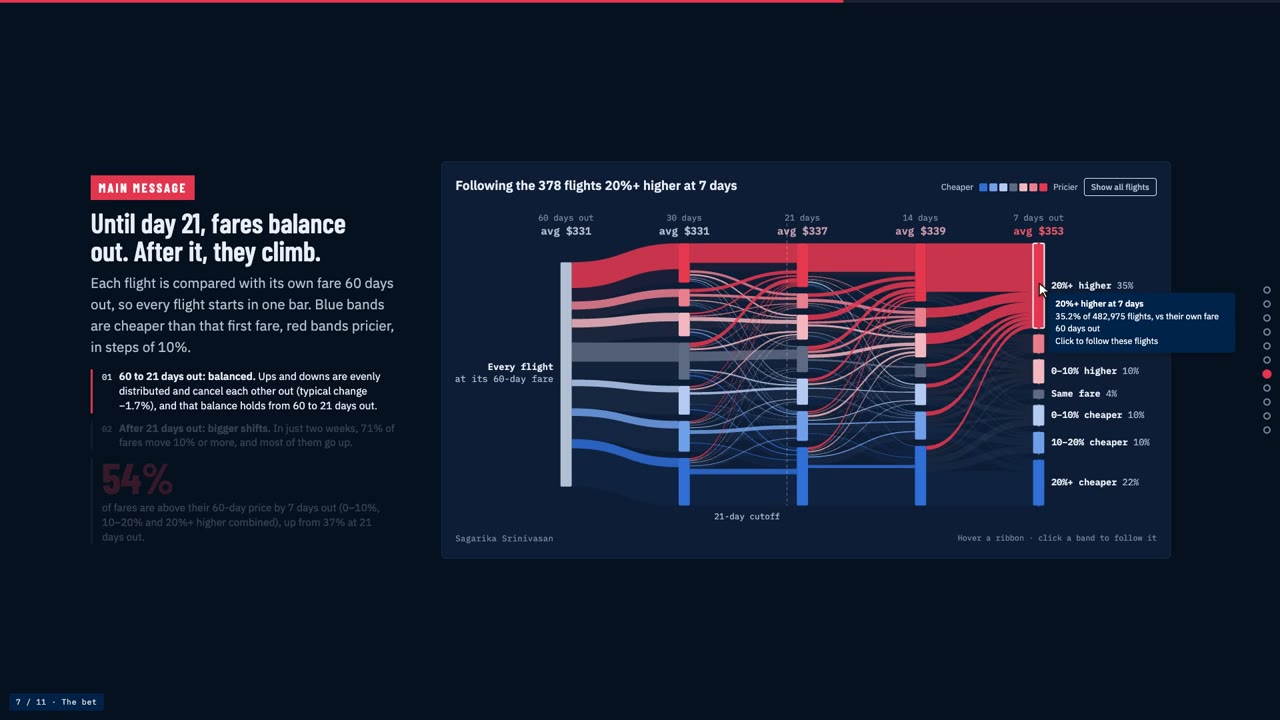 MAIN MESSAGE
Until day 21, fares balance
out. After it, they climb.
Each flight is compared with its own fare 60 days
out, so every flight starts in one bar. Blue bands
are cheaper than that first fare, red bands pricier,
in steps of 10%.
01 60 to 21 days out: balanced. Ups and downs are evenly
distributed and cancel each other out (typical change
−1.7%), and that balance holds from 60 to 21 days out.
02 After 21 days out: bigger shifts. In just two weeks, 71% of
fares move 10% or more, and most of them go up.
54%
of fares are above their 60-day price by 7 days out (0–10%,
10–20% and 20%+ higher combined), up from 37% at 21
days out.
Following the 378 flights 20%+ higher at 7 days
Cheaper
Pricier
Show all flights
60 days out
avg $331
30 days
avg $331
21 days
avg $337
14 days
avg $339
7 days out
avg $353
Every flight
at its 60-day fare
20%+ higher 35%
20%+ higher at 7 days
35.2% of 482,975 flights, vs their own fare
60 days out
Click to follow these flights
0–10% higher 10%
Same fare 4%
0–10% cheaper 10%
10–20% cheaper 10%
20%+ cheaper 22%
21-day cutoff
Sagarika Srinivasan
Hover a ribbon · click a band to follow it
7 / 11 · The bet